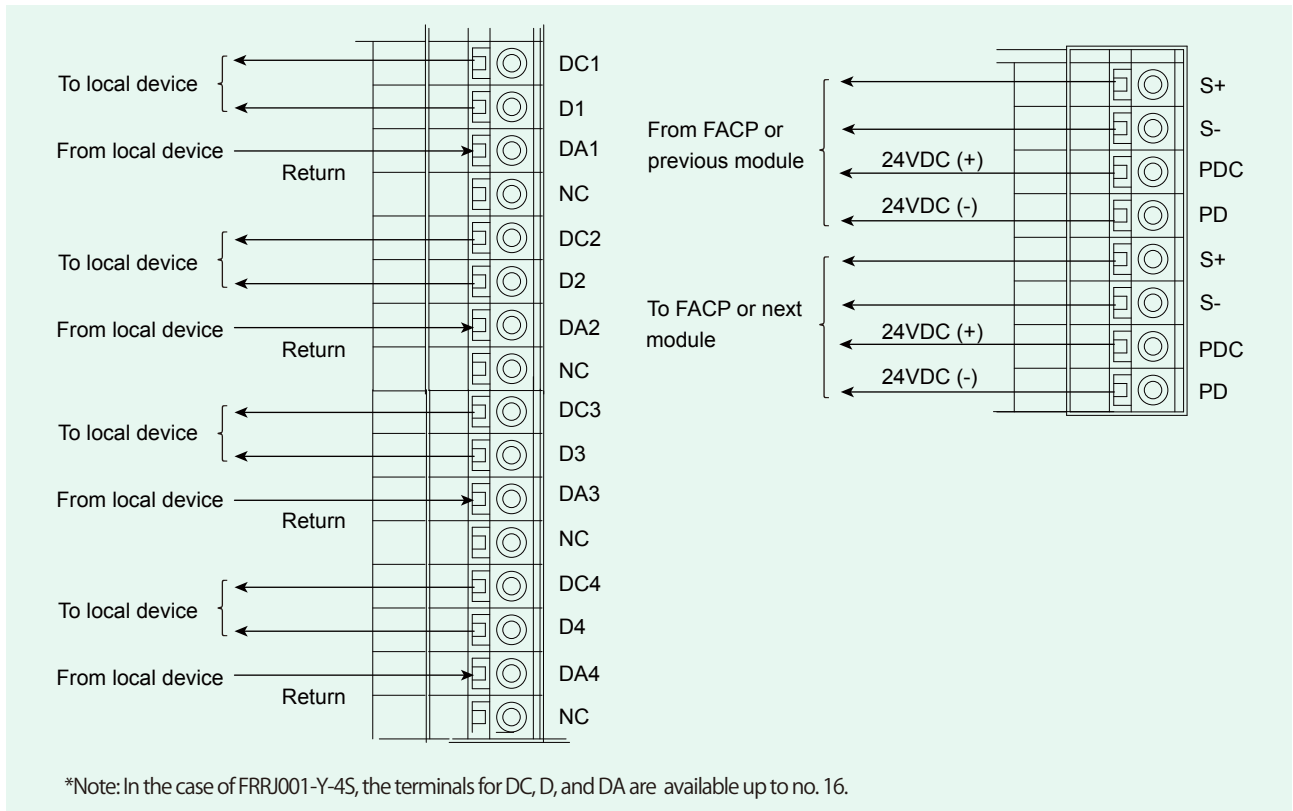 To local device
DC1
D1
From local device
Return
DA1
NC
To local device
DC2
D2
From local device
Return
DA2
NC
To local device
DC3
D3
From local device
Return
DA3
NC
To local device
DC4
D4
From local device
Return
DA4
NC
From FACP or
previous module
S+
S-
24VDC (+)
PDC
24VDC (-)
PD
To FACP or next
module
S+
S-
24VDC (+)
PDC
24VDC (-)
PD
*Note: In the case of FRRJ001-Y-4S, the terminals for DC, D, and DA are available up to no. 16.